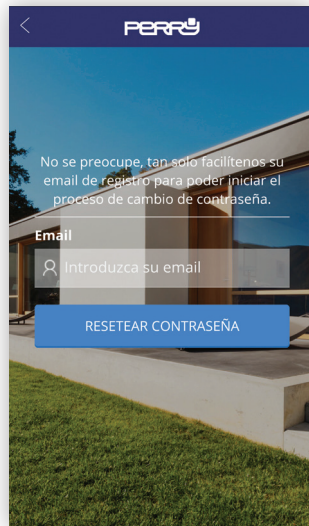 PERRY
No se preocupe, tan solo facilítenos su
email de registro para poder iniciar el
proceso de cambio de contraseña.
Email
Introduzca su email
RESETEAR CONTRASEÑA